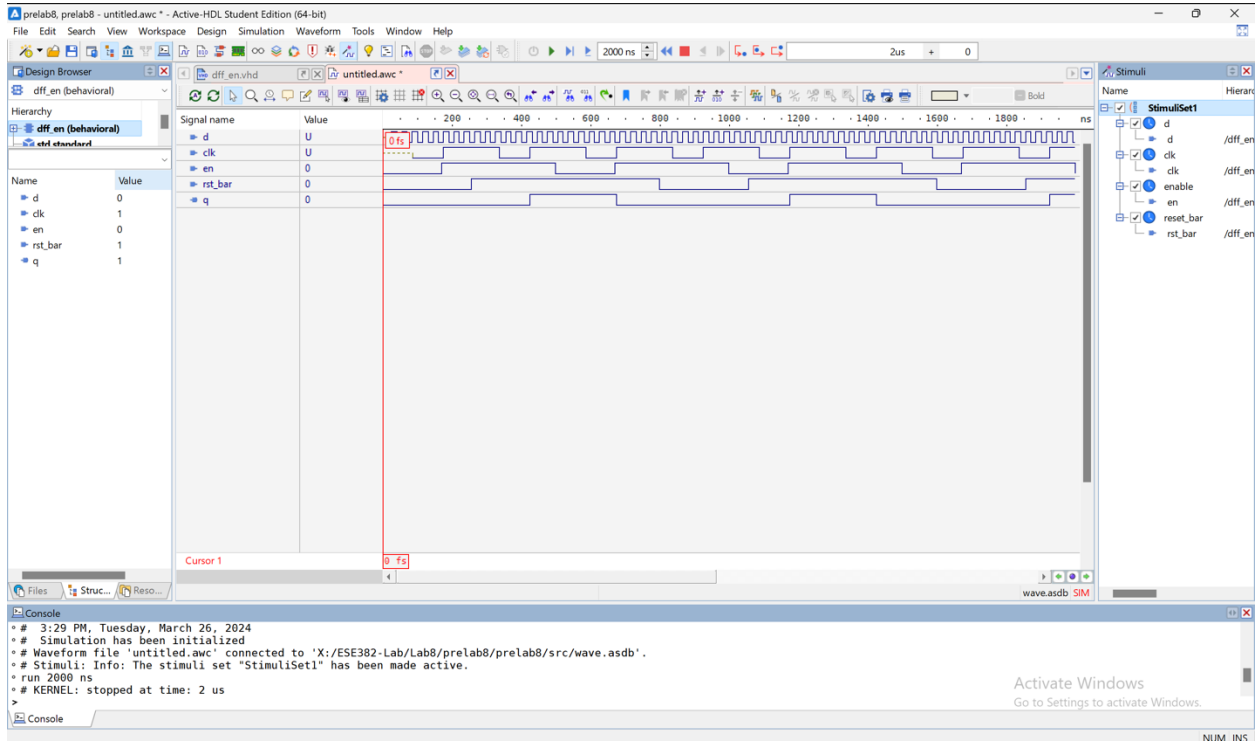 prelab8, prelab8 - untitled.awc * - Active-HDL Student Edition (64-bit)
File Edit Search View Workspace Design Simulation Waveform Tools Window Help
2000 ns 2us + 0
Design Browser
dff_en (behavioral)
Hierarchy
dff_en (behavioral)
std.standard
Name Value
d 0
clk 1
en 0
rst_bar 1
q 1
Files Struc... Reso...
dff_en.vhd untitled.awc *
Bold
Signal name Value 200 400 600 800 1000 1200 1400 1600 1800 ns
d U
0 fs
clk U
en 0
rst_bar 0
q 0
Cursor 1 0 fs
wave.asdb SIM
Stimuli
Name Hierarc
StimuliSet1
d
d /dff_en
clk
clk /dff_en
enable
en /dff_en
reset_bar
rst_bar /dff_en
Console
# 3:29 PM, Tuesday, March 26, 2024
# Simulation has been initialized
# Waveform file 'untitled.awc' connected to 'X:/ESE382-Lab/Lab8/prelab8/prelab8/src/wave.asdb'.
# Stimuli: Info: The stimuli set "StimuliSet1" has been made active.
run 2000 ns
# KERNEL: stopped at time: 2 us
>
Console
Activate Windows
Go to Settings to activate Windows.
NUM INS